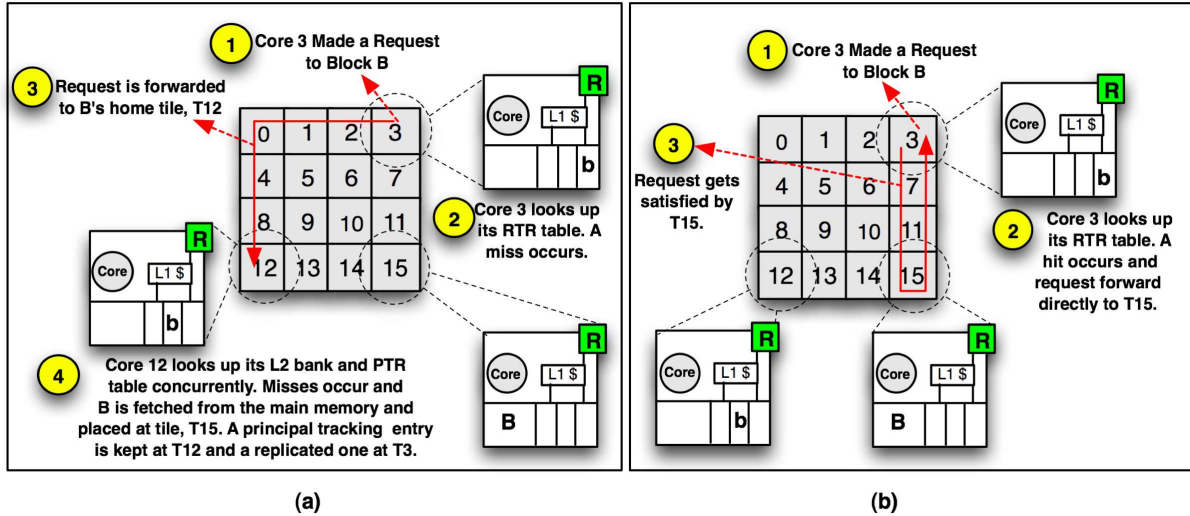 1
Core 3 Made a Request
to Block B
3
Request is forwarded
to B's home tile, T12
0 1 2 3
4 5 6 7
8 9 10 11
12 13 14 15
R
Core
L1 $
b
2
Core 3 looks up
its RTR table. A
miss occurs.
R
Core
L1 $
b
4
Core 12 looks up its L2 bank and PTR
table concurrently. Misses occur and
B is fetched from the main memory and
placed at tile, T15. A principal tracking entry
is kept at T12 and a replicated one at T3.
R
Core
L1 $
B
(a)
1
Core 3 Made a Request
to Block B
3
Request gets
satisfied by
T15.
0 1 2 3
4 5 6 7
8 9 10 11
12 13 14 15
R
Core
L1 $
b
2
Core 3 looks up
its RTR table. A
hit occurs and
request forward
directly to T15.
R
Core
L1 $
b
R
Core
L1 $
B
(b)